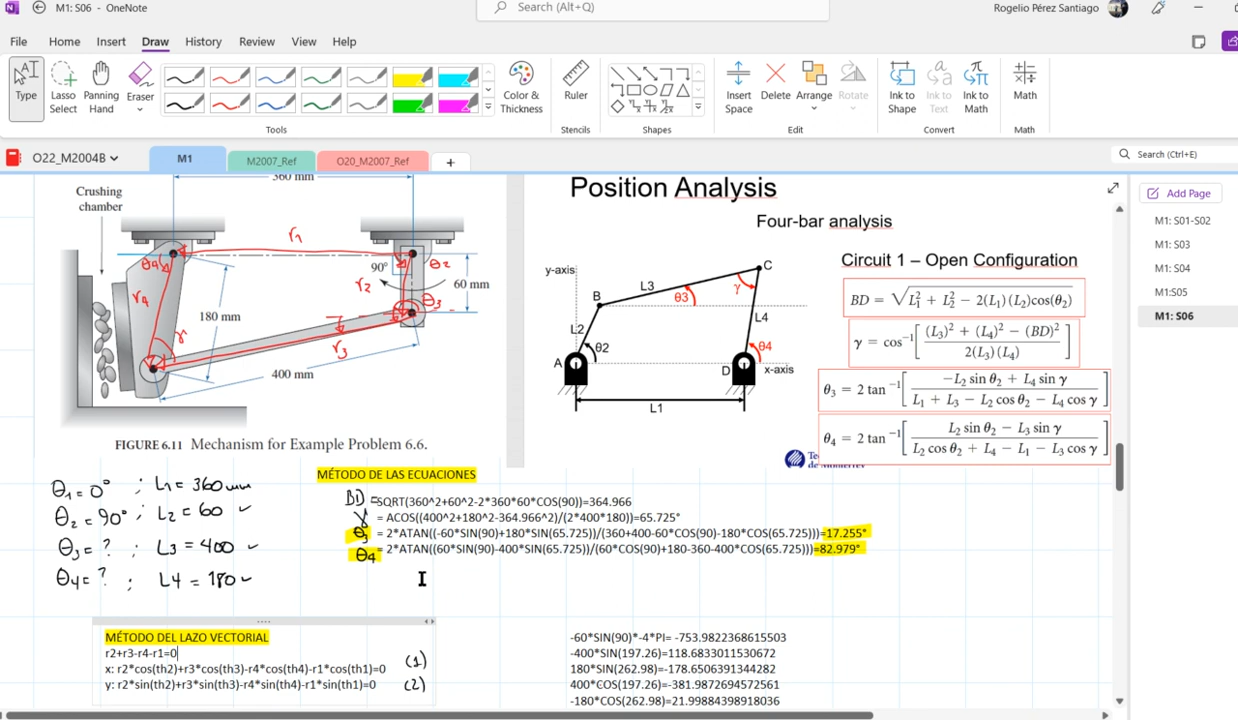 M1: S06 - OneNote
Search (Alt+Q)
Rogelio Pérez Santiago
File Home Insert Draw History Review View Help
Type
Lasso Select
Panning Hand
Eraser
Color & Thickness
Ruler
Insert Space
Delete
Arrange
Rotate
Ink to Shape
Ink to Text
Ink to Math
Math
Tools
Stencils
Shapes
Edit
Convert
Math
O22_M2004B
M1
M2007_Ref
O20_M2007_Ref
+
Search (Ctrl+E)
Add Page
M1: S01-S02
M1: S03
M1: S04
M1:S05
M1: S06
360 mm
Crushing
chamber
r1
θ4
90°
θ2
r2
60 mm
r4
θ3
180 mm
γ
r3
400 mm
FIGURE 6.11 Mechanism for Example Problem 6.6.
Position Analysis
Four-bar analysis
y-axis
C
B
L3
θ3
γ
L2
L4
A
θ2
D
θ4
x-axis
L1
Circuit 1 – Open Configuration
BD = √L₁² + L₂² − 2(L₁)(L₂)cos(θ₂)
γ = cos⁻¹[ (L₃)² + (L₄)² − (BD)² / 2(L₃)(L₄) ]
θ₃ = 2 tan⁻¹[ −L₂ sin θ₂ + L₄ sin γ / L₁ + L₃ − L₂ cos θ₂ − L₄ cos γ ]
θ₄ = 2 tan⁻¹[ L₂ sin θ₂ − L₃ sin γ / L₂ cos θ₂ + L₄ − L₁ − L₃ cos γ ]
θ1=0° ; L1=360mm
θ2=90° ; L2=60
θ3=? ; L3=400
θ4=? ; L4=180
MÉTODO DE LAS ECUACIONES
BD =SQRT(360^2+60^2-2*360*60*COS(90))=364.966
γ = ACOS((400^2+180^2-364.966^2)/(2*400*180))=65.725°
θ3 = 2*ATAN((-60*SIN(90)+180*SIN(65.725))/(360+400-60*COS(90)-180*COS(65.725)))=17.255°
θ4 = 2*ATAN((60*SIN(90)-400*SIN(65.725))/(60*COS(90)+180-360-400*COS(65.725)))=82.979°
MÉTODO DEL LAZO VECTORIAL
r2+r3-r4-r1=0
x: r2*cos(th2)+r3*cos(th3)-r4*cos(th4)-r1*cos(th1)=0 (1)
y: r2*sin(th2)+r3*sin(th3)-r4*sin(th4)-r1*sin(th1)=0 (2)
-60*SIN(90)*-4*PI= -753.9822368615503
-400*SIN(197.26)=118.6833011530672
180*SIN(262.98)=-178.6506391344282
400*COS(197.26)=-381.9872694572561
-180*COS(262.98)=21.99884398918036